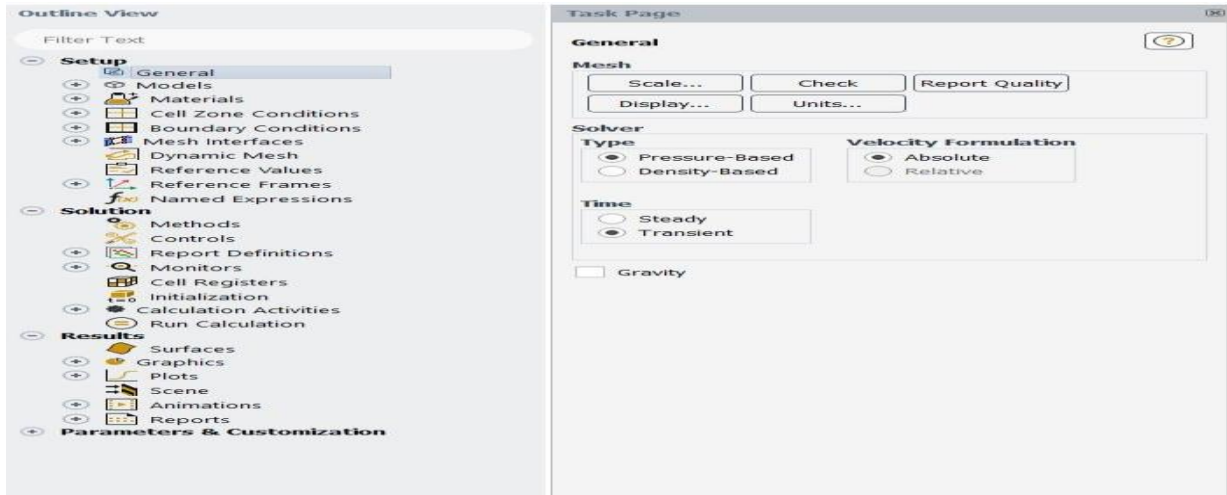 Outline View
Filter Text
Setup
General
Models
Materials
Cell Zone Conditions
Boundary Conditions
Mesh Interfaces
Dynamic Mesh
Reference Values
Reference Frames
f(x) Named Expressions
Solution
Methods
Controls
Report Definitions
Monitors
Cell Registers
t=0 Initialization
Calculation Activities
Run Calculation
Results
Surfaces
Graphics
Plots
Scene
Animations
Reports
Parameters & Customization
Task Page
General
?
Mesh
Scale... Check Report Quality
Display... Units...
Solver
Type Velocity Formulation
Pressure-Based Absolute
Density-Based Relative
Time
Steady
Transient
Gravity